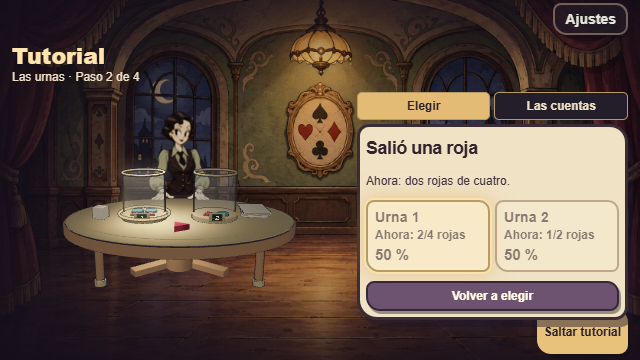 Ajustes
Tutorial
Las urnas · Paso 2 de 4
Elegir
Las cuentas
Salió una roja
Ahora: dos rojas de cuatro.
Urna 1
Ahora: 2/4 rojas
50 %
Urna 2
Ahora: 1/2 rojas
50 %
Volver a elegir
Saltar tutorial